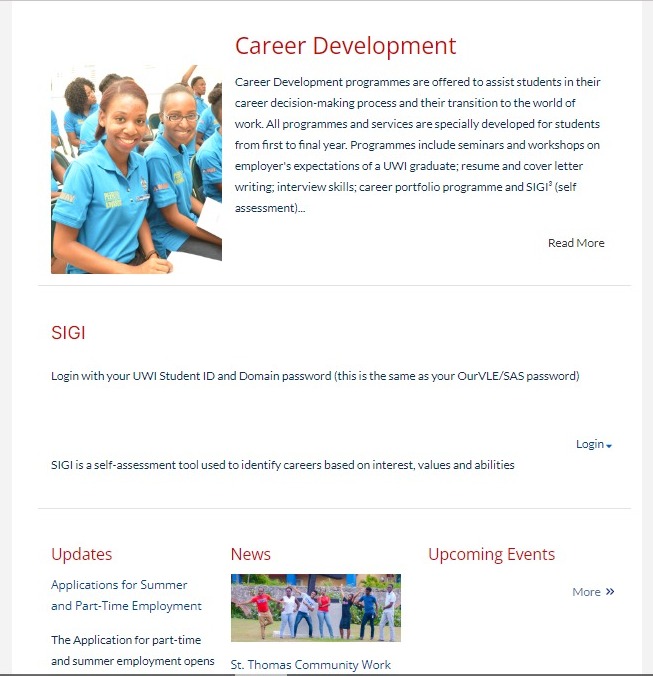 Career Development
Career Development programmes are offered to assist students in their
career decision-making process and their transition to the world of
work. All programmes and services are specially developed for students
from first to final year. Programmes include seminars and workshops on
employer's expectations of a UWI graduate; resume and cover letter
writing; interview skills; career portfolio programme and SIGI³ (self
assessment)...
Read More
SIGI
Login with your UWI Student ID and Domain password (this is the same as your OurVLE/SAS password)
Login
SIGI is a self-assessment tool used to identify careers based on interest, values and abilities
Updates
Applications for Summer
and Part-Time Employment
The Application for part-time
and summer employment opens
News
St. Thomas Community Work
Upcoming Events
More »